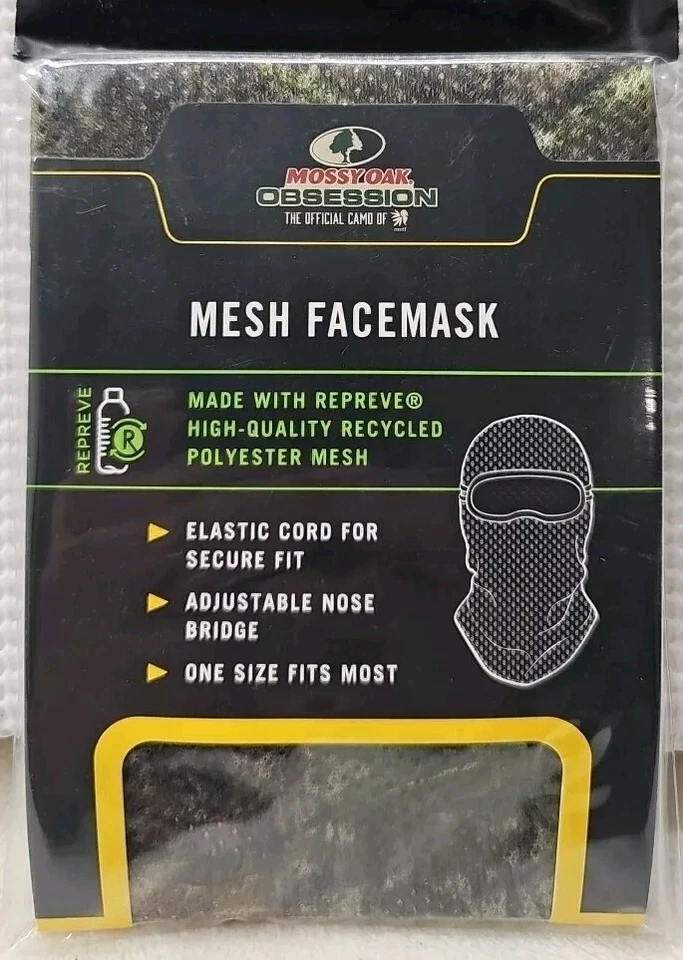 MOSSY OAK.
OBSESSION
THE OFFICIAL CAMO OF
nwtf
MESH FACEMASK
REPREVE
R
MADE WITH REPREVE®
HIGH-QUALITY RECYCLED
POLYESTER MESH
ELASTIC CORD FOR
SECURE FIT
ADJUSTABLE NOSE
BRIDGE
ONE SIZE FITS MOST